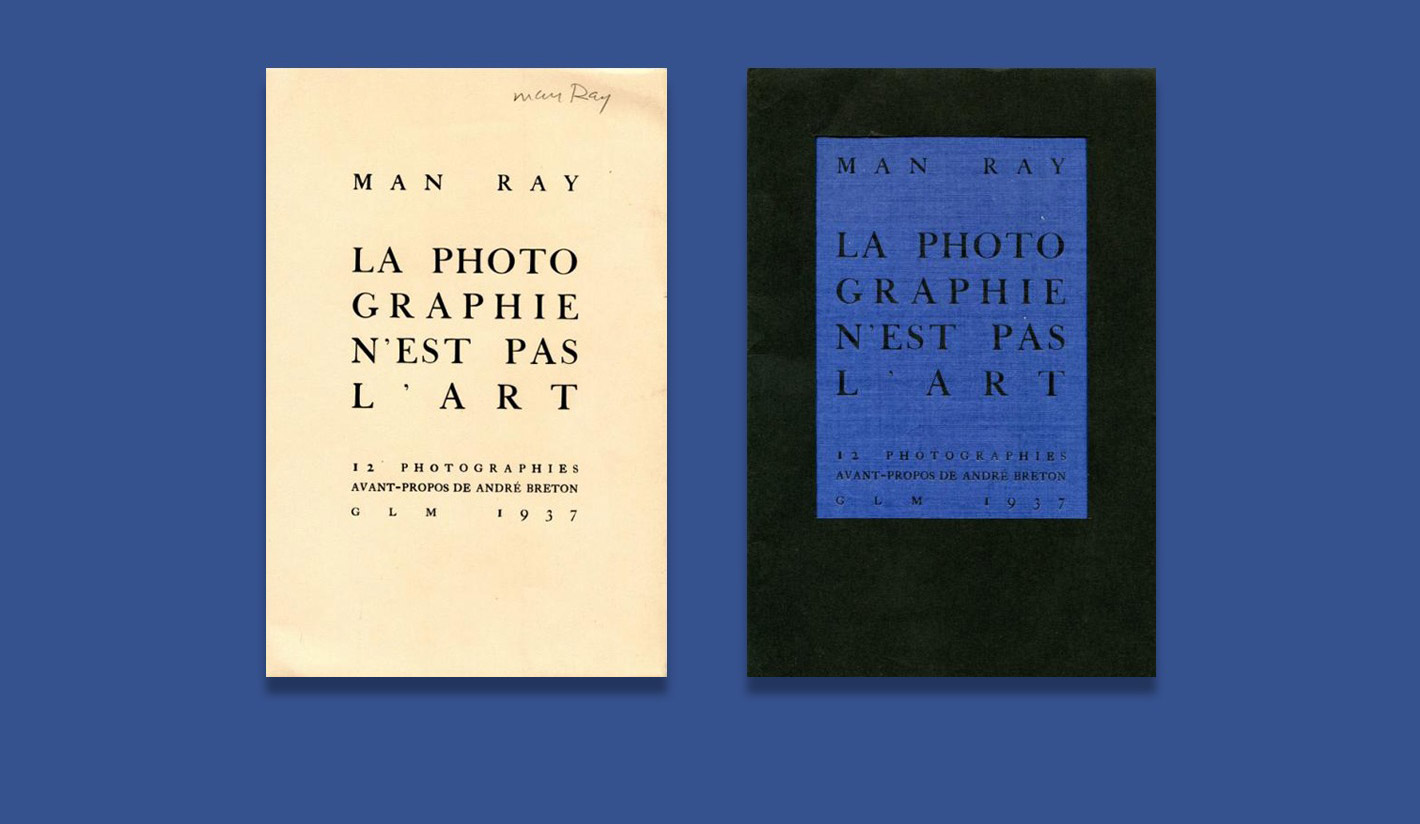 man Ray
MAN RAY
LA PHOTO
GRAPHIE
N'EST PAS
L'ART
12 PHOTOGRAPHIES
AVANT-PROPOS DE ANDRÉ BRETON
GLM 1937
MAN RAY
LA PHOTO
GRAPHIE
N'EST PAS
L'ART
12 PHOTOGRAPHIES
AVANT-PROPOS DE ANDRÉ BRETON
GLM 1937